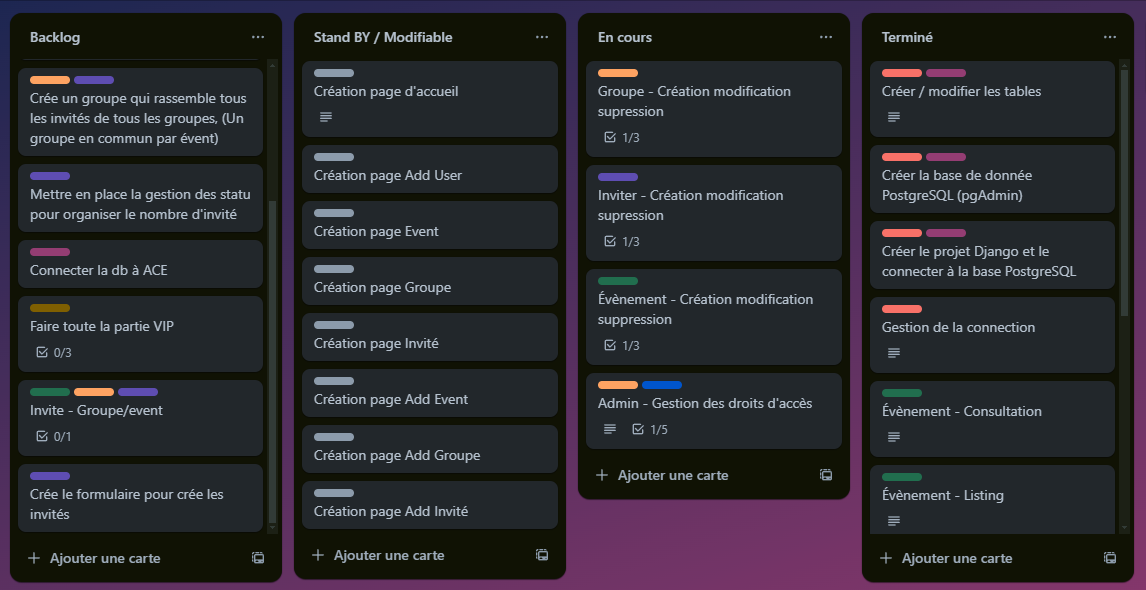 Backlog
Crée un groupe qui rassemble tous
les invités de tous les groupes, (Un
groupe en commun par évent)
Mettre en place la gestion des statu
pour organiser le nombre d'invité
Connecter la db à ACE
Faire toute la partie VIP
0/3
Invite - Groupe/event
0/1
Crée le formulaire pour crée les
invités
Ajouter une carte
Stand BY / Modifiable
Création page d'accueil
Création page Add User
Création page Event
Création page Groupe
Création page Invité
Création page Add Event
Création page Add Groupe
Création page Add Invité
Ajouter une carte
En cours
Groupe - Création modification
supression
1/3
Inviter - Création modification
supression
1/3
Évènement - Création modification
suppression
1/3
Admin - Gestion des droits d'accès
1/5
Ajouter une carte
Terminé
Créer / modifier les tables
Créer la base de donnée
PostgreSQL (pgAdmin)
Créer le projet Django et le
connecter à la base PostgreSQL
Gestion de la connection
Évènement - Consultation
Évènement - Listing
Ajouter une carte